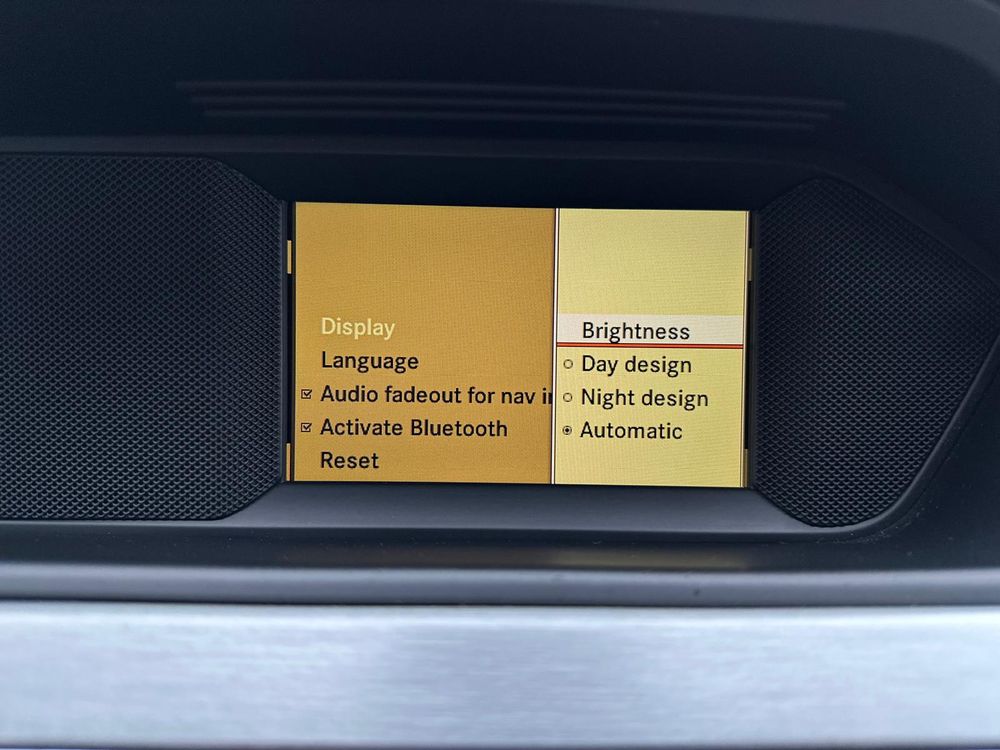 Display
Language
Audio fadeout for nav
Activate Bluetooth
Reset
Brightness
Day design
Night design
Automatic